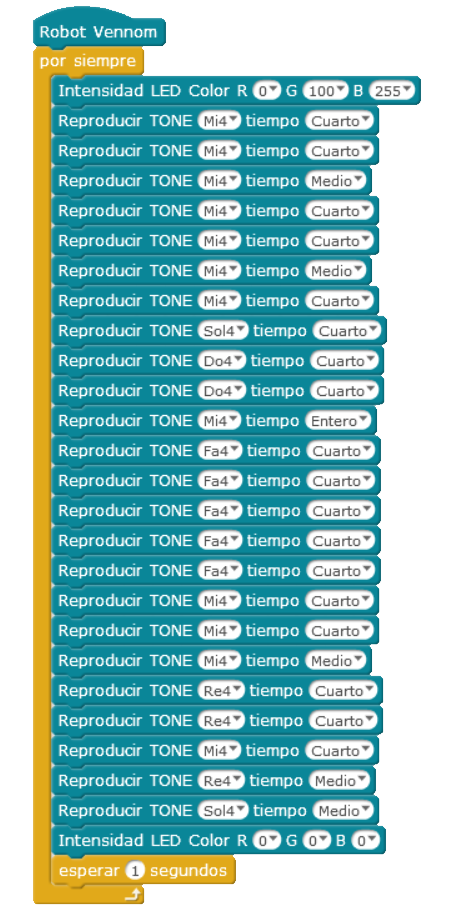 Robot Vennom
por siempre
Intensidad LED Color R 0 G 100 B 255
Reproducir TONE Mi4 tiempo Cuarto
Reproducir TONE Mi4 tiempo Cuarto
Reproducir TONE Mi4 tiempo Medio
Reproducir TONE Mi4 tiempo Cuarto
Reproducir TONE Mi4 tiempo Cuarto
Reproducir TONE Mi4 tiempo Medio
Reproducir TONE Mi4 tiempo Cuarto
Reproducir TONE Sol4 tiempo Cuarto
Reproducir TONE Do4 tiempo Cuarto
Reproducir TONE Do4 tiempo Cuarto
Reproducir TONE Mi4 tiempo Entero
Reproducir TONE Fa4 tiempo Cuarto
Reproducir TONE Fa4 tiempo Cuarto
Reproducir TONE Fa4 tiempo Cuarto
Reproducir TONE Fa4 tiempo Cuarto
Reproducir TONE Fa4 tiempo Cuarto
Reproducir TONE Mi4 tiempo Cuarto
Reproducir TONE Mi4 tiempo Cuarto
Reproducir TONE Mi4 tiempo Medio
Reproducir TONE Re4 tiempo Cuarto
Reproducir TONE Re4 tiempo Cuarto
Reproducir TONE Mi4 tiempo Cuarto
Reproducir TONE Re4 tiempo Medio
Reproducir TONE Sol4 tiempo Medio
Intensidad LED Color R 0 G 0 B 0
esperar 1 segundos